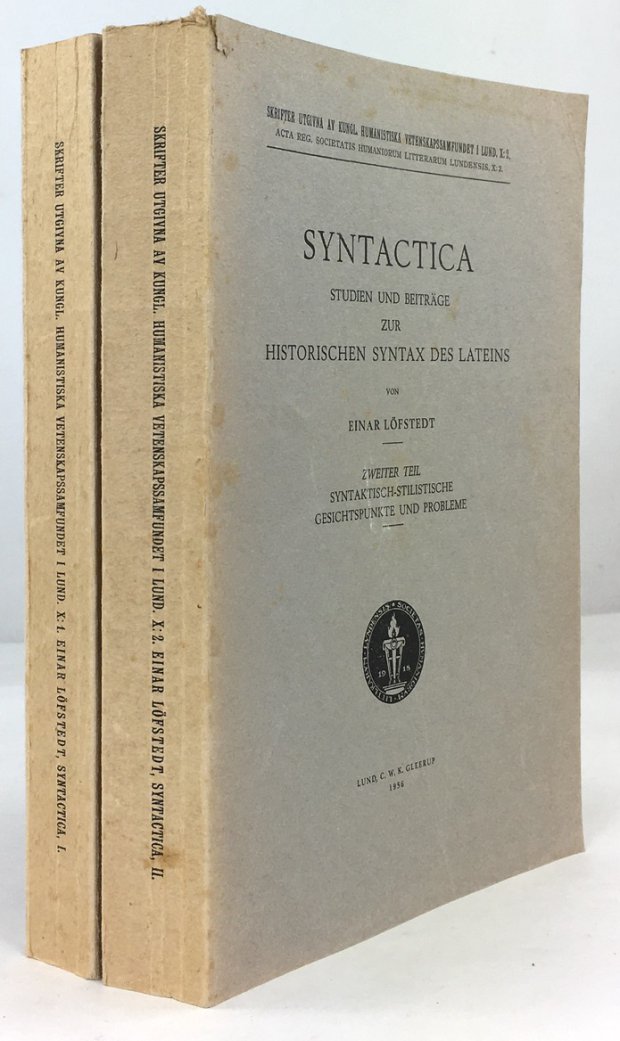 SKRIFTER UTGIVNA AV KUNGL. HUMANISTISKA VETENSKAPSSAMFUNDET I LUND. X: 1. EINAR LÖFSTEDT, SYNTACTICA, I.
SKRIFTER UTGIVNA AV KUNGL. HUMANISTISKA VETENSKAPSSAMFUNDET I LUND. X: 2. EINAR LÖFSTEDT, SYNTACTICA, II.
SKRIFTER UTGIVNA AV KUNGL. HUMANISTISKA VETENSKAPSSAMFUNDET I LUND. X: 2.
ACTA REG. SOCIETATIS HUMANIORUM LITTERARUM LUNDENSIS. X: 2.
SYNTACTICA
STUDIEN UND BEITRÄGE
ZUR
HISTORISCHEN SYNTAX DES LATEINS
VON
EINAR LÖFSTEDT
ZWEITER TEIL
SYNTAKTISCH-STILISTISCHE
GESICHTSPUNKTE UND PROBLEME
19 18
LUND, C. W. K. GLEERUP
1956